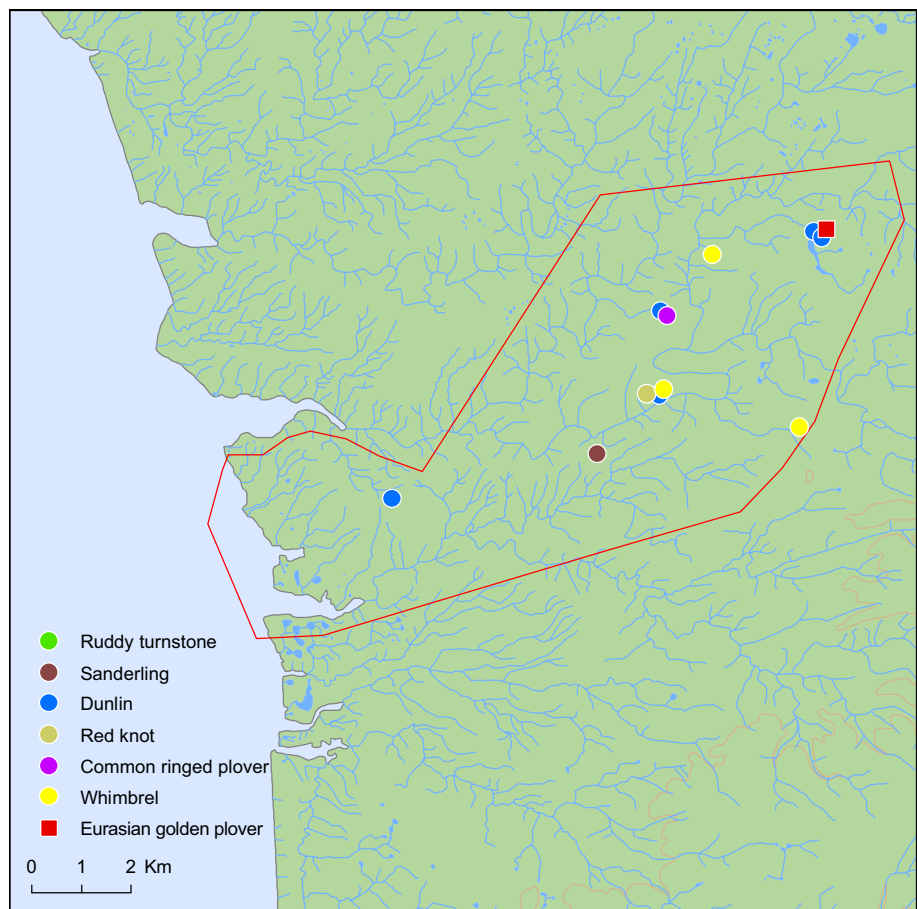 Ruddy turnstone
Sanderling
Dunlin
Red knot
Common ringed plover
Whimbrel
Eurasian golden plover
0 1 2 Km